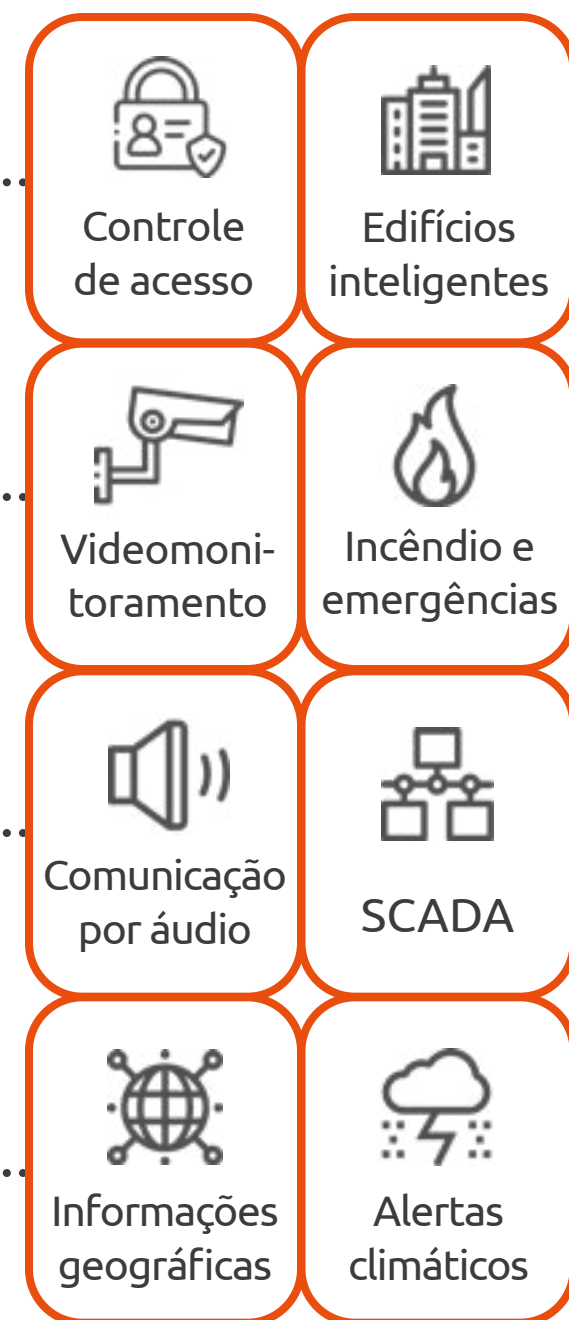 Controle
de acesso
Edifícios
inteligentes
Videomoni-
toramento
Incêndio e
emergências
Comunicação
por áudio
SCADA
Informações
geográficas
Alertas
climáticos